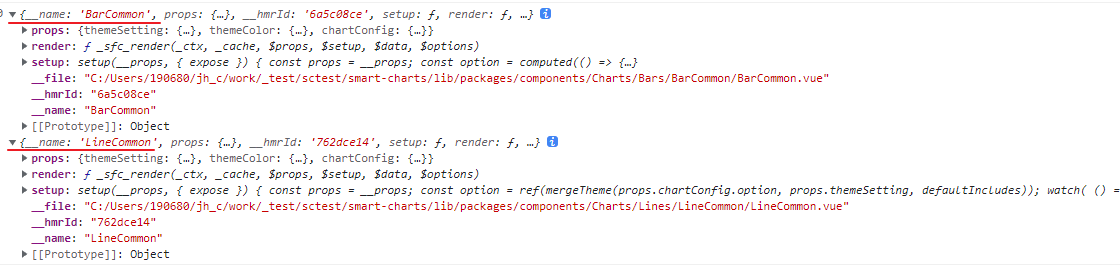 {__name: 'BarCommon', props: {…}, __hmrId: '6a5c08ce', setup: ƒ, render: ƒ, …} i
props: {themeSetting: {…}, themeColor: {…}, chartConfig: {…}}
render: ƒ _sfc_render(_ctx, _cache, $props, $setup, $data, $options)
setup: setup(__props, { expose }) { const props = __props; const option = computed(() => {…}
__file: "C:/Users/190680/jh_c/work/_test/sctest/smart-charts/lib/packages/components/Charts/Bars/BarCommon/BarCommon.vue"
__hmrId: "6a5c08ce"
__name: "BarCommon"
[[Prototype]]: Object
{__name: 'LineCommon', props: {…}, __hmrId: '762dce14', setup: ƒ, render: ƒ, …} i
props: {themeSetting: {…}, themeColor: {…}, chartConfig: {…}}
render: ƒ _sfc_render(_ctx, _cache, $props, $setup, $data, $options)
setup: setup(__props, { expose }) { const props = __props; const option = ref(mergeTheme(props.chartConfig.option, props.themeSetting, defaultIncludes)); watch( () =
__file: "C:/Users/190680/jh_c/work/_test/sctest/smart-charts/lib/packages/components/Charts/Lines/LineCommon/LineCommon.vue"
__hmrId: "762dce14"
__name: "LineCommon"
[[Prototype]]: Object